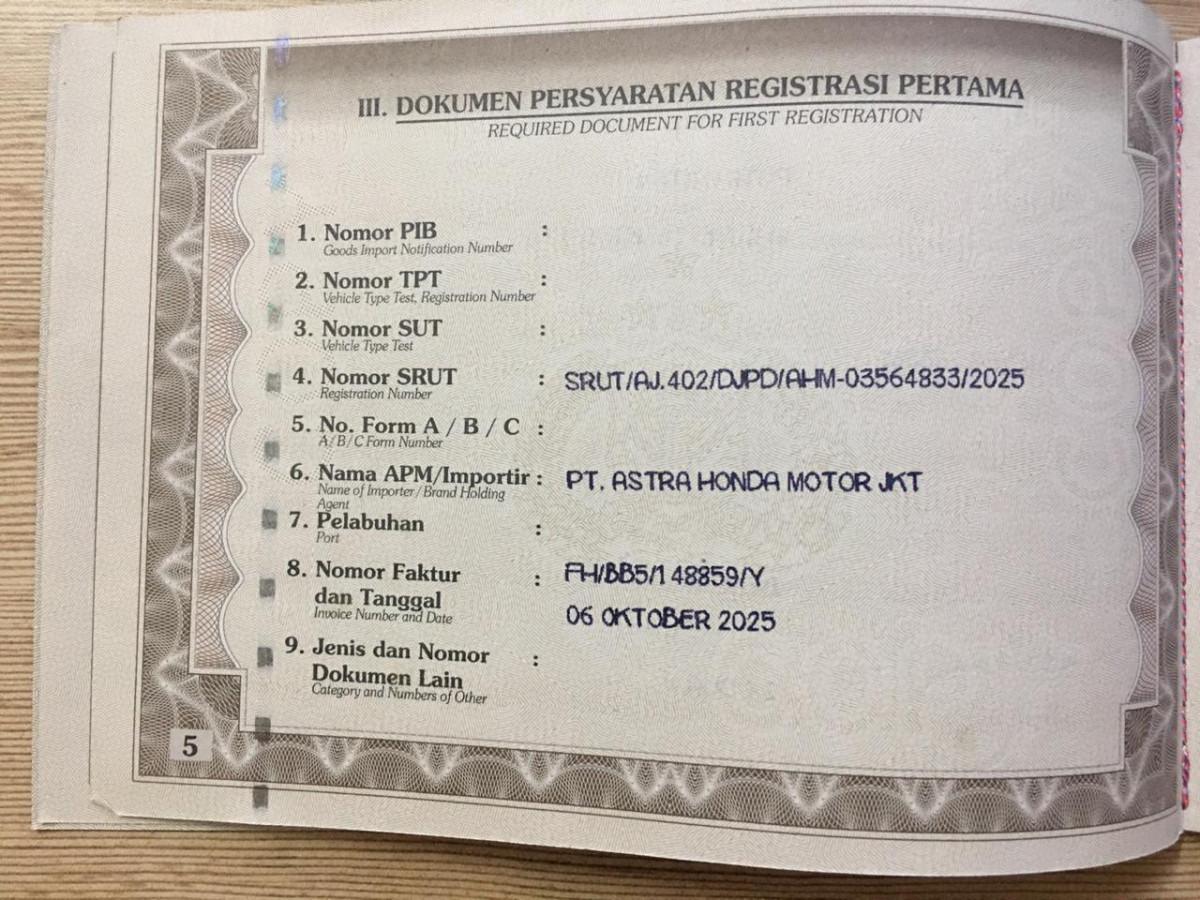 III. DOKUMEN PERSYARATAN REGISTRASI PERTAMA
REQUIRED DOCUMENT FOR FIRST REGISTRATION
1. Nomor PIB :
Goods Import Notification Number
2. Nomor TPT :
Vehicle Type Test, Registration Number
3. Nomor SUT :
Vehicle Type Test
4. Nomor SRUT : SRUT/AJ.402/DJPD/AHM-03564833/2025
Registration Number
5. No. Form A / B / C :
A/B/C Form Number
6. Nama APM/Importir : PT. ASTRA HONDA MOTOR JKT
Name of Importer / Brand Holding
Agent
7. Pelabuhan :
Port
8. Nomor Faktur : FH/BB5/148859/Y
dan Tanggal 06 OKTOBER 2025
Invoice Number and Date
9. Jenis dan Nomor :
Dokumen Lain
Category and Numbers of Other
5